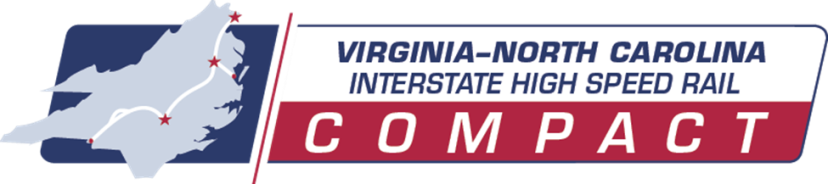 VIRGINIA–NORTH CAROLINA
INTERSTATE HIGH SPEED RAIL
COMPACT